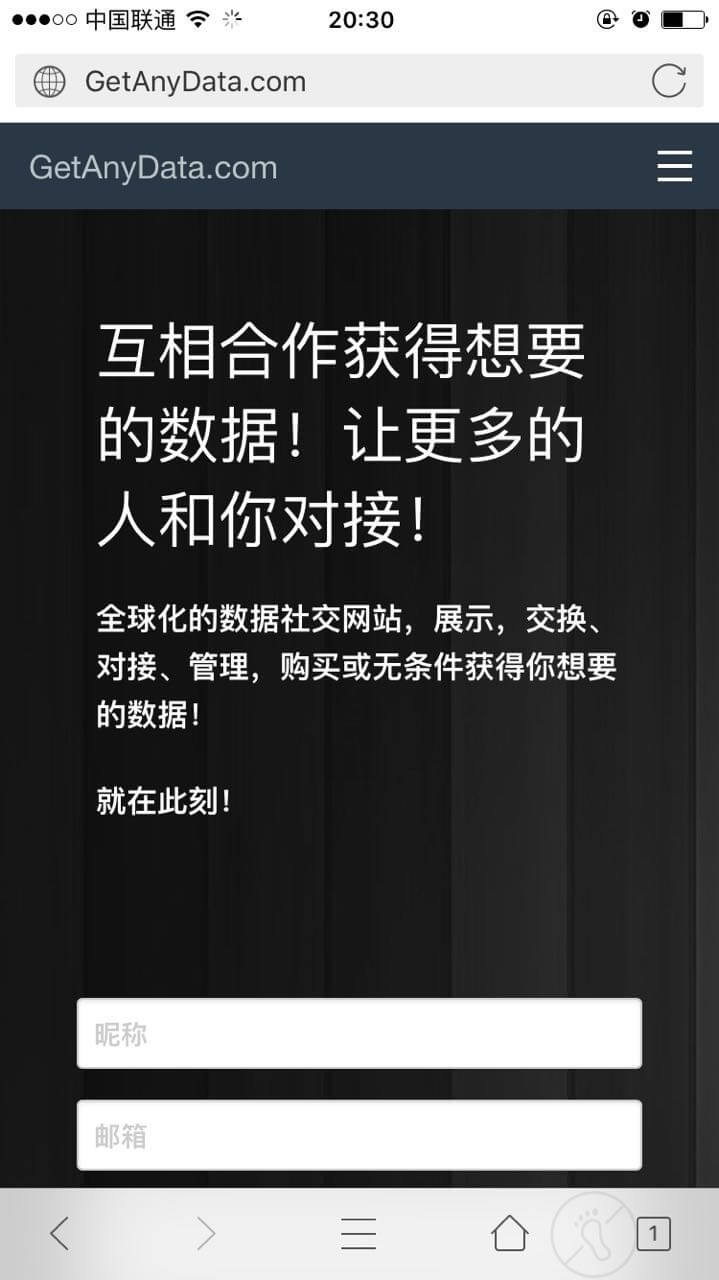 中国联通 20:30
GetAnyData.com
GetAnyData.com
互相合作获得想要
的数据！让更多的
人和你对接！
全球化的数据社交网站，展示，交换、
对接、管理，购买或无条件获得你想要
的数据！
就在此刻！
昵称
邮箱
1